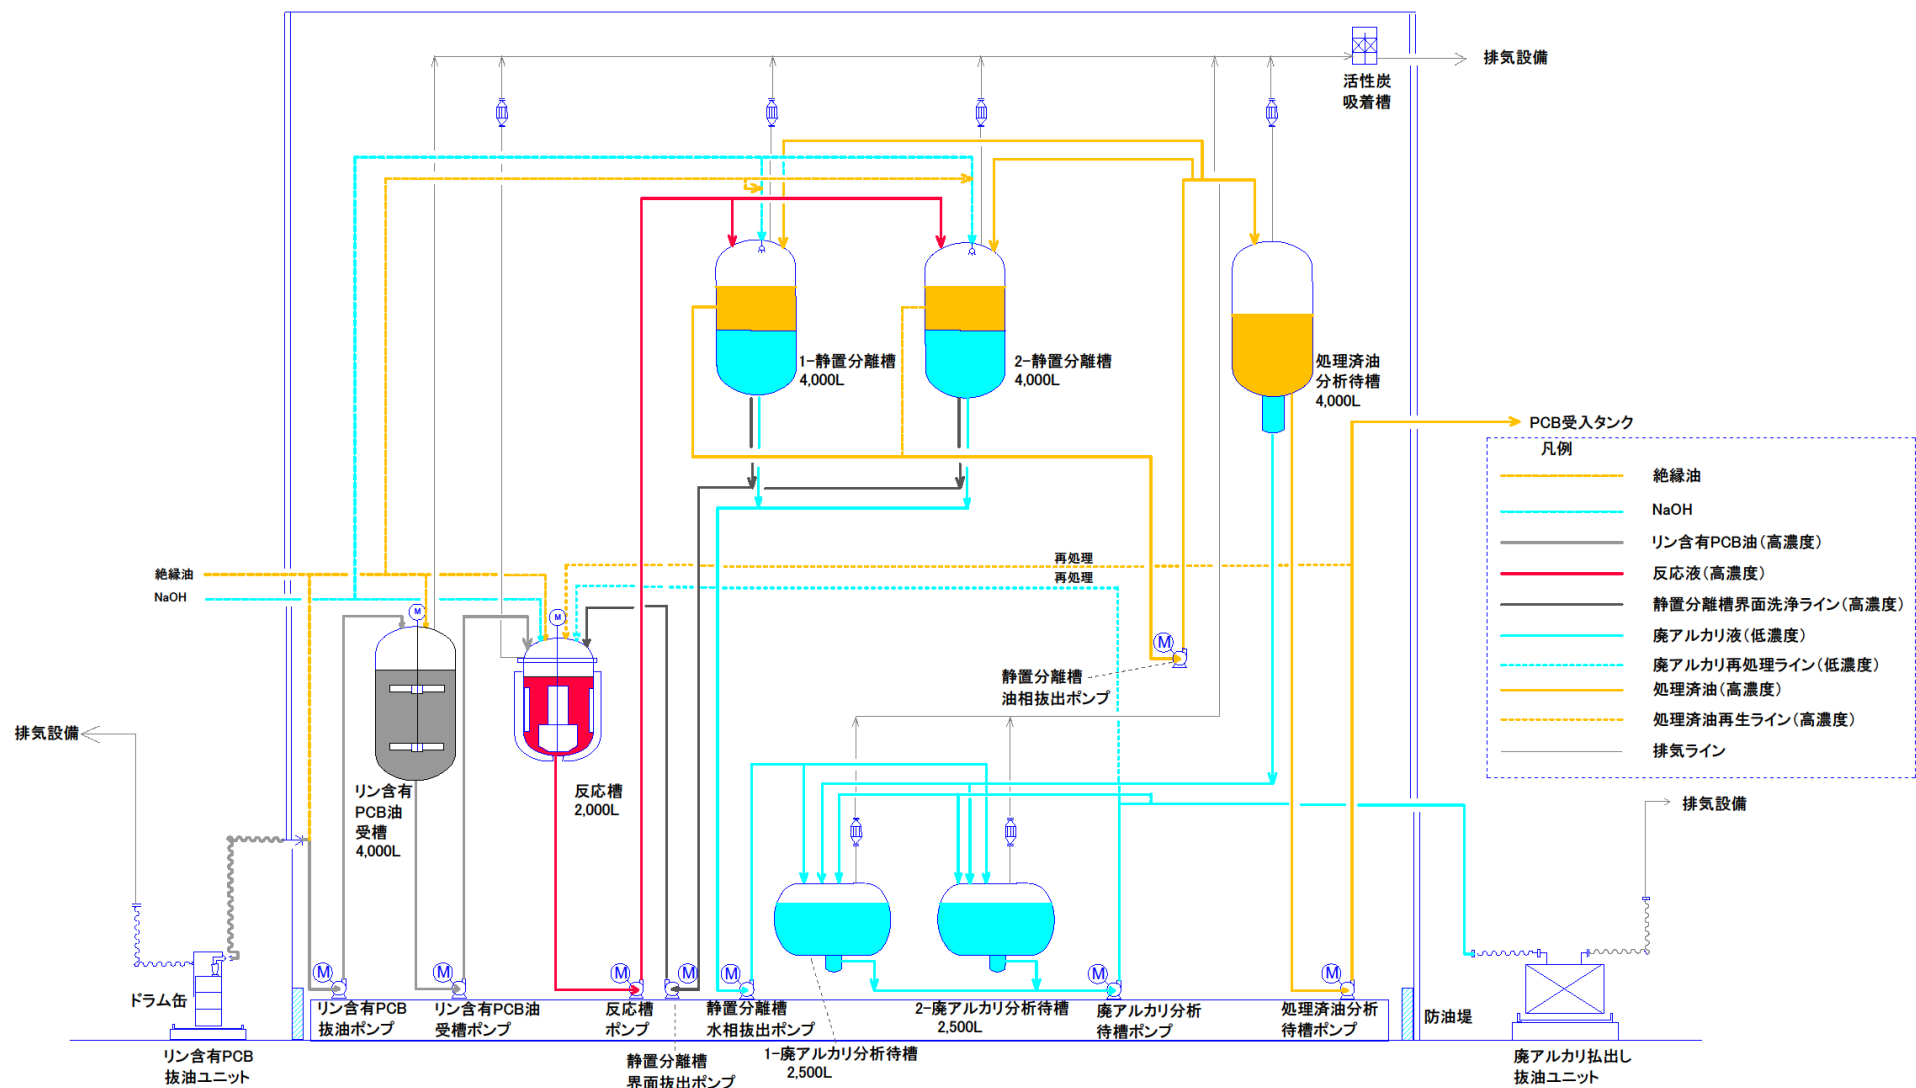 排気設備
活性炭
吸着槽
1-静置分離槽
4,000L
2-静置分離槽
4,000L
処理済油
分析待槽
4,000L
PCB受入タンク
凡例
絶縁油
NaOH
リン含有PCB油(高濃度)
反応液(高濃度)
静置分離槽界面洗浄ライン(高濃度)
廃アルカリ液(低濃度)
廃アルカリ再処理ライン(低濃度)
処理済油(高濃度)
処理済油再生ライン(高濃度)
排気ライン
再処理
再処理
絶縁油
NaOH
M
M
M
静置分離槽
油相抜出ポンプ
排気設備
リン含有
PCB油
受槽
4,000L
反応槽
2,000L
排気設備
M
M
M
M
M
M
M
ドラム缶
リン含有PCB
抜油ポンプ
リン含有PCB油
受槽ポンプ
反応槽
ポンプ
静置分離槽
水相抜出ポンプ
2-廃アルカリ分析待槽
2,500L
廃アルカリ分析
待槽ポンプ
処理済油分析
待槽ポンプ
防油堤
リン含有PCB
抜油ユニット
静置分離槽
界面抜出ポンプ
1-廃アルカリ分析待槽
2,500L
廃アルカリ払出し
抜油ユニット